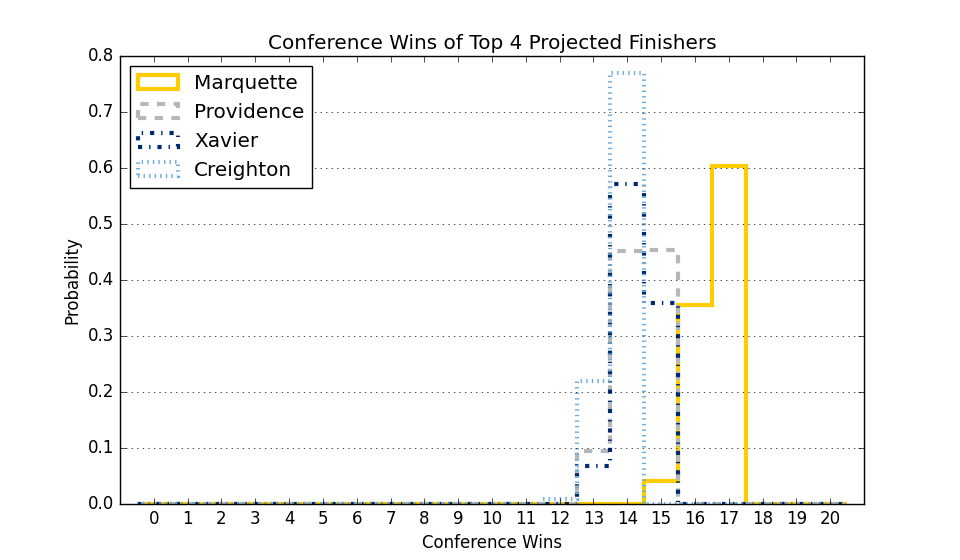 Conference Wins of Top 4 Projected Finishers
0.8
0.7
0.6
0.5
0.4
0.3
0.2
0.1
0.0
Probability
Marquette
Providence
Xavier
Creighton
0 1 2 3 4 5 6 7 8 9 10 11 12 13 14 15 16 17 18 19 20
Conference Wins